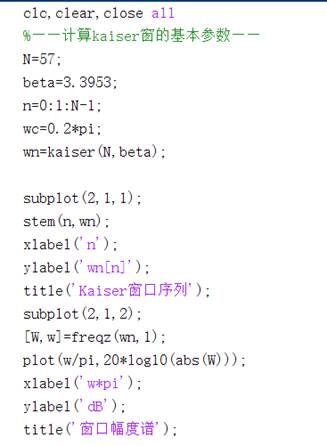 clc,clear,close all
%——计算kaiser窗的基本参数——
N=57;
beta=3.3953;
n=0:1:N-1;
wc=0.2*pi;
wn=kaiser(N,beta);
subplot(2,1,1);
stem(n,wn);
xlabel('n');
ylabel('wn[n]');
title('Kaiser窗口序列');
subplot(2,1,2);
[W,w]=freqz(wn,1);
plot(w/pi,20*log10(abs(W)));
xlabel('w*pi');
ylabel('dB');
title('窗口幅度谱');